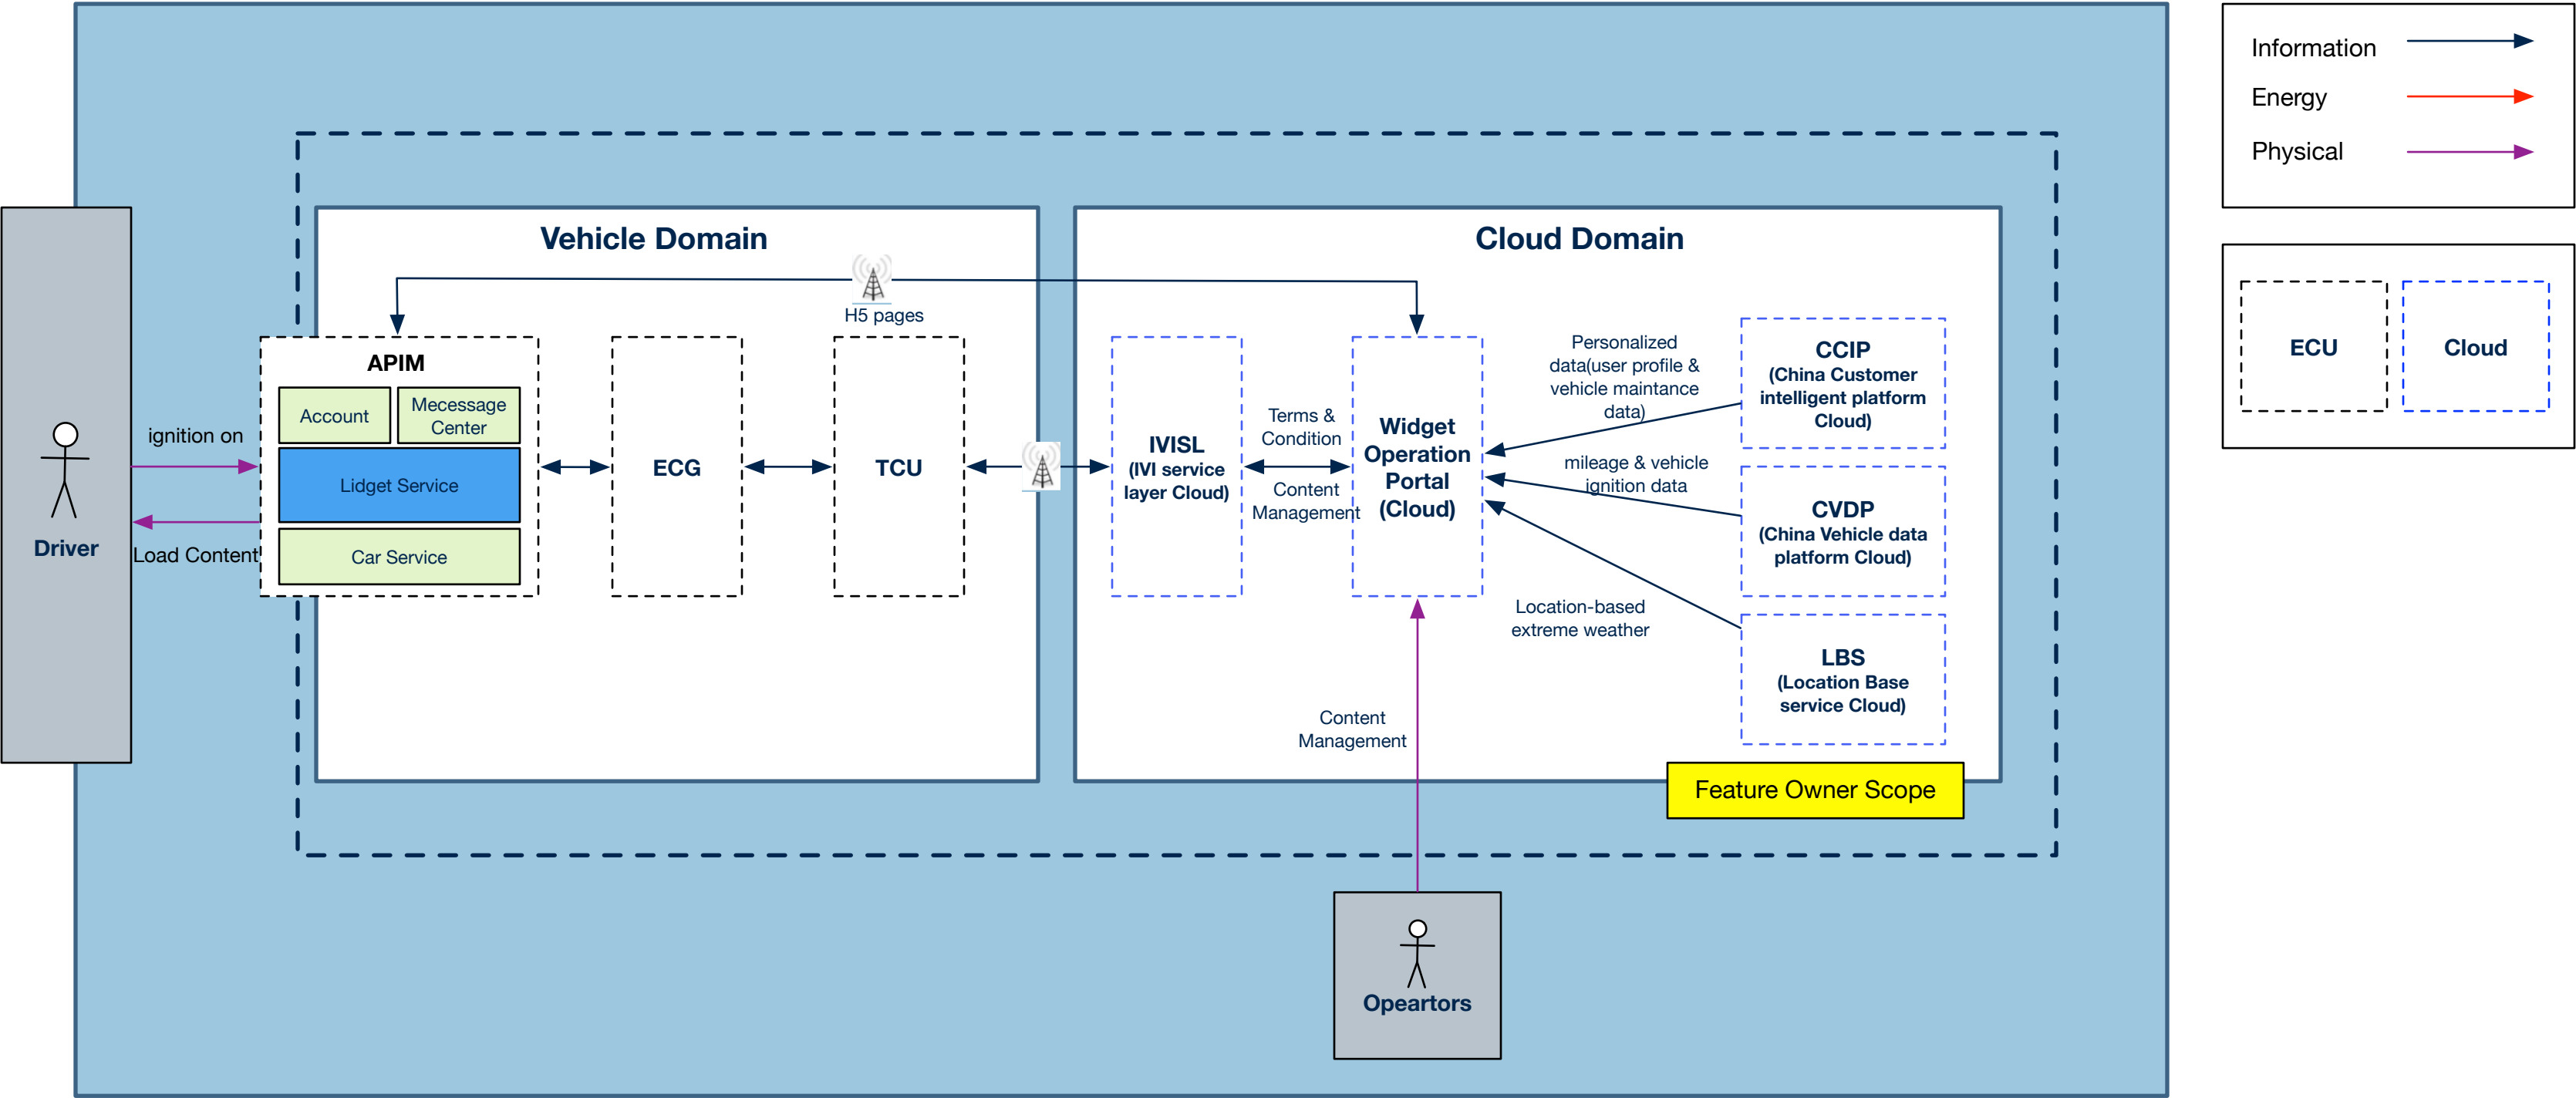 Information
Energy
Physical
ECU
Cloud
Vehicle Domain
Cloud Domain
H5 pages
Driver
ignition on
Load Content
APIM
Account
Mecessage
Center
Lidget Service
Car Service
ECG
TCU
IVISL
(IVI service
layer Cloud)
Terms &
Condition
Content
Management
Widget
Operation
Portal
(Cloud)
Personalized
data(user profile &
vehicle maintance
data)
mileage & vehicle
ignition data
Location-based
extreme weather
CCIP
(China Customer
intelligent platform
Cloud)
CVDP
(China Vehicle data
platform Cloud)
LBS
(Location Base
service Cloud)
Content
Management
Feature Owner Scope
Opeartors